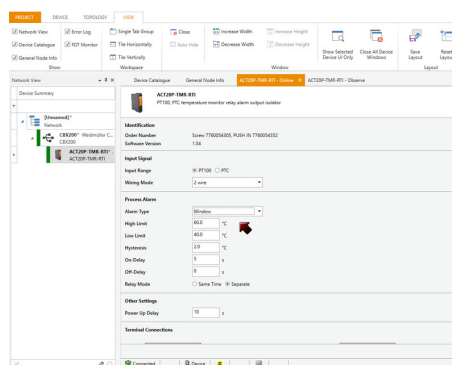 PROJECT DEVICE TOPOLOGY VIEW
Network View Error Log Single Tab Group Close Increase Width Increase Height
Device Catalogue FDT Monitor Tile Horizontally Auto Hide Decrease Width Decrease Height Show Selected Device UI Only Close All Device Windows Save Layout Reset Layout
General Node Info Tile Vertically
Show Workspace Window Layout
Network View Device Catalogue General Node Info ACT20P-TMR-RTI - Online ACT20P-TMR-RTI - Observe
Device Summary
ACT20P-TMR-RTI
PT100, PTC temperature monitor relay alarm output isolator
[Unnamed]*
Network
CBX200* Weidmüller C...
CBX200
ACT20P-TMR-RTI*
ACT20P-TMR-RTI
Identification
Order Number Screw 7760054305, PUSH IN 7760054352
Software Version 1.54
Input Signal
Input Range PT100 PTC
Wiring Mode 2 wire
Process Alarm
Alarm Type Window
High Limit 60.0 °C
Low Limit 40.0 °C
Hysteresis 2.0 °C
On-Delay 5 s
Off-Delay 0 s
Relay Mode Same Time Separate
Other Settings
Power Up Delay 10 s
Terminal Connections
Connected Device